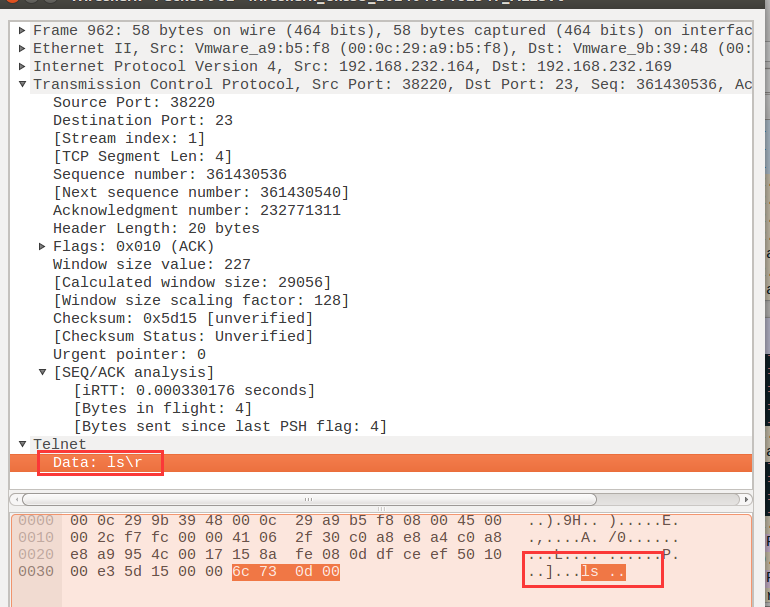 Frame 962: 58 bytes on wire (464 bits), 58 bytes captured (464 bits) on interfac
Ethernet II, Src: Vmware_a9:b5:f8 (00:0c:29:a9:b5:f8), Dst: Vmware_9b:39:48 (00:
Internet Protocol Version 4, Src: 192.168.232.164, Dst: 192.168.232.169
Transmission Control Protocol, Src Port: 38220, Dst Port: 23, Seq: 361430536, Ac
Source Port: 38220
Destination Port: 23
[Stream index: 1]
[TCP Segment Len: 4]
Sequence number: 361430536
[Next sequence number: 361430540]
Acknowledgment number: 232771311
Header Length: 20 bytes
Flags: 0x010 (ACK)
Window size value: 227
[Calculated window size: 29056]
[Window size scaling factor: 128]
Checksum: 0x5d15 [unverified]
[Checksum Status: Unverified]
Urgent pointer: 0
[SEQ/ACK analysis]
[iRTT: 0.000330176 seconds]
[Bytes in flight: 4]
[Bytes sent since last PSH flag: 4]
Telnet
Data: ls\r
0000 00 0c 29 9b 39 48 00 0c 29 a9 b5 f8 08 00 45 00 ..).9H.. ).....E.
0010 00 2c f7 fc 00 00 41 06 2f 30 c0 a8 e8 a4 c0 a8 .,....A. /0......
0020 e8 a9 95 4c 00 17 15 8a fe 08 0d df ce ef 50 10 ...L.... ......P.
0030 00 e3 5d 15 00 00 6c 73 0d 00 ..]...ls ..